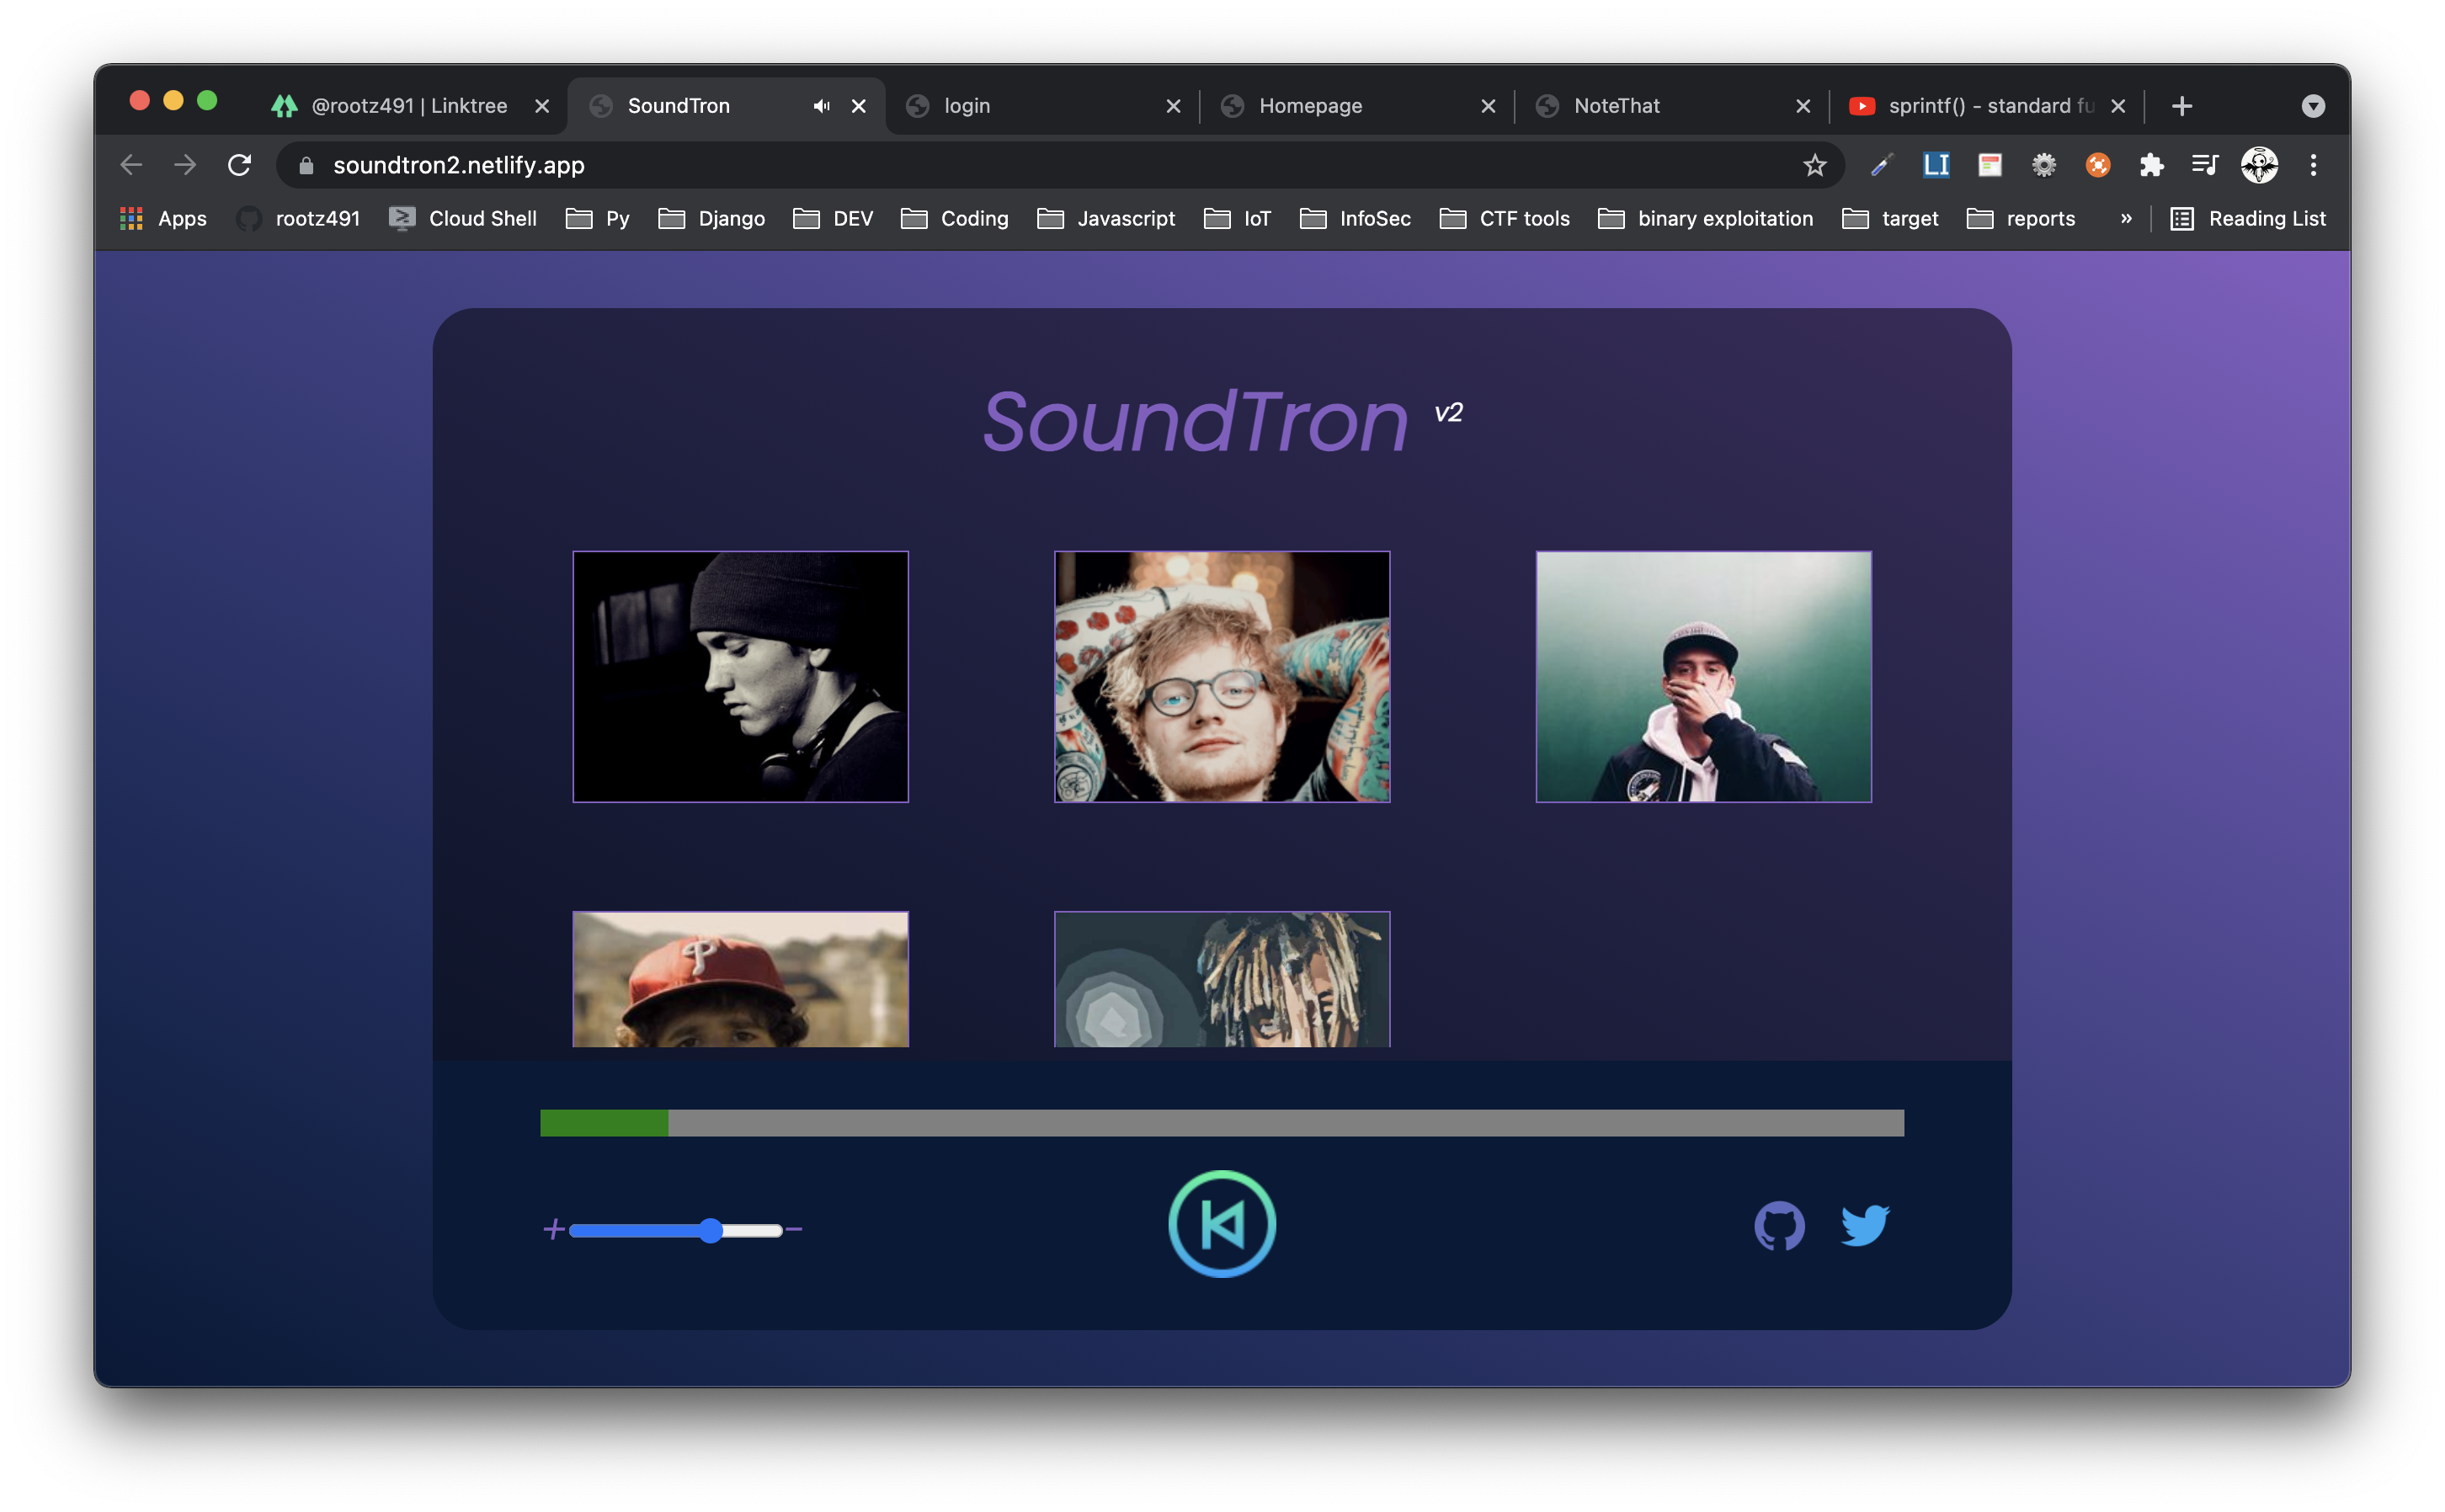 @rootz491 | Linktree
SoundTron
login
Homepage
NoteThat
sprintf() - standard fu
soundtron2.netlify.app
LI
Apps
rootz491
Cloud Shell
Py
Django
DEV
Coding
Javascript
IoT
InfoSec
CTF tools
binary exploitation
target
reports
»
Reading List
SoundTron v2
P
+
−